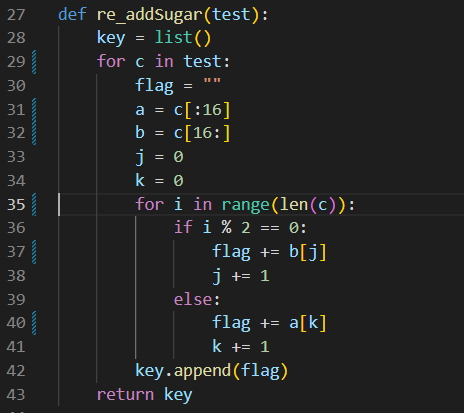 27 def re_addSugar(test):
28     key = list()
29     for c in test:
30         flag = ""
31         a = c[:16]
32         b = c[16:]
33         j = 0
34         k = 0
35         for i in range(len(c)):
36             if i % 2 == 0:
37                 flag += b[j]
38                 j += 1
39             else:
40                 flag += a[k]
41                 k += 1
42         key.append(flag)
43     return key